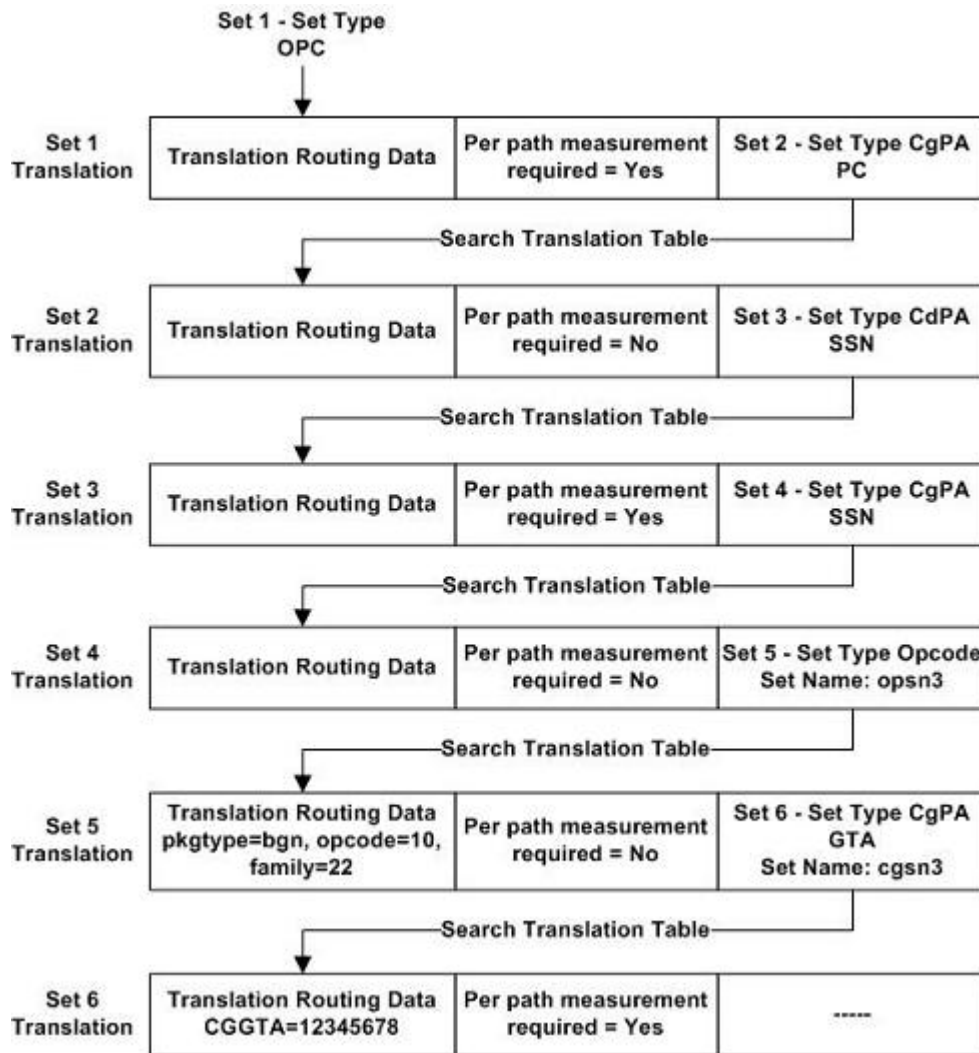 Set 1 - Set Type
OPC
Set 1
Translation
Translation Routing Data
Per path measurement
required = Yes
Set 2 - Set Type CgPA
PC
Search Translation Table
Set 2
Translation
Translation Routing Data
Per path measurement
required = No
Set 3 - Set Type CdPA
SSN
Search Translation Table
Set 3
Translation
Translation Routing Data
Per path measurement
required = Yes
Set 4 - Set Type CgPA
SSN
Search Translation Table
Set 4
Translation
Translation Routing Data
Per path measurement
required = No
Set 5 - Set Type Opcode
Set Name: opsn3
Search Translation Table
Set 5
Translation
Translation Routing Data
pkgtype=bgn, opcode=10,
family=22
Per path measurement
required = No
Set 6 - Set Type CgPA
GTA
Set Name: cgsn3
Search Translation Table
Set 6
Translation
Translation Routing Data
CGGTA=12345678
Per path measurement
required = Yes
-----